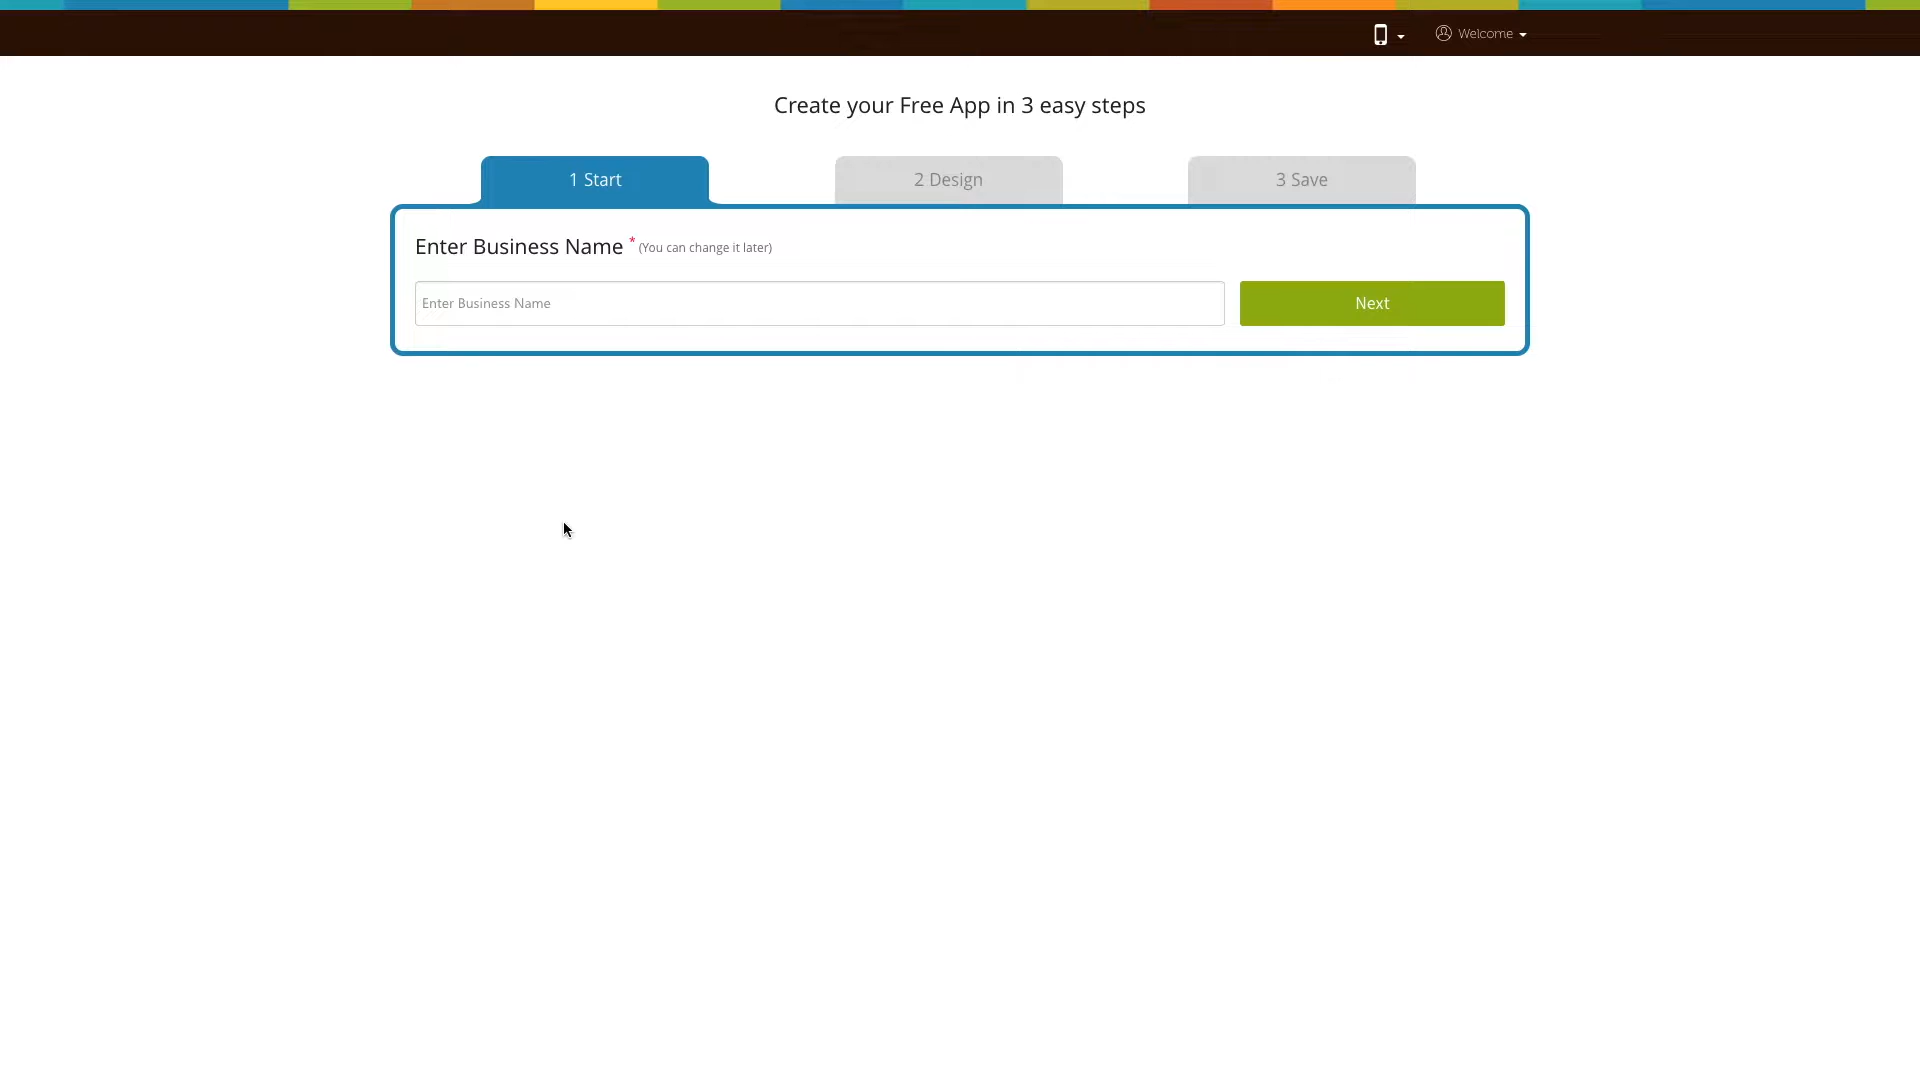 Welcome
Create your Free App in 3 easy steps
1 Start
2 Design
3 Save
Enter Business Name * (You can change it later)
Enter Business Name
Next